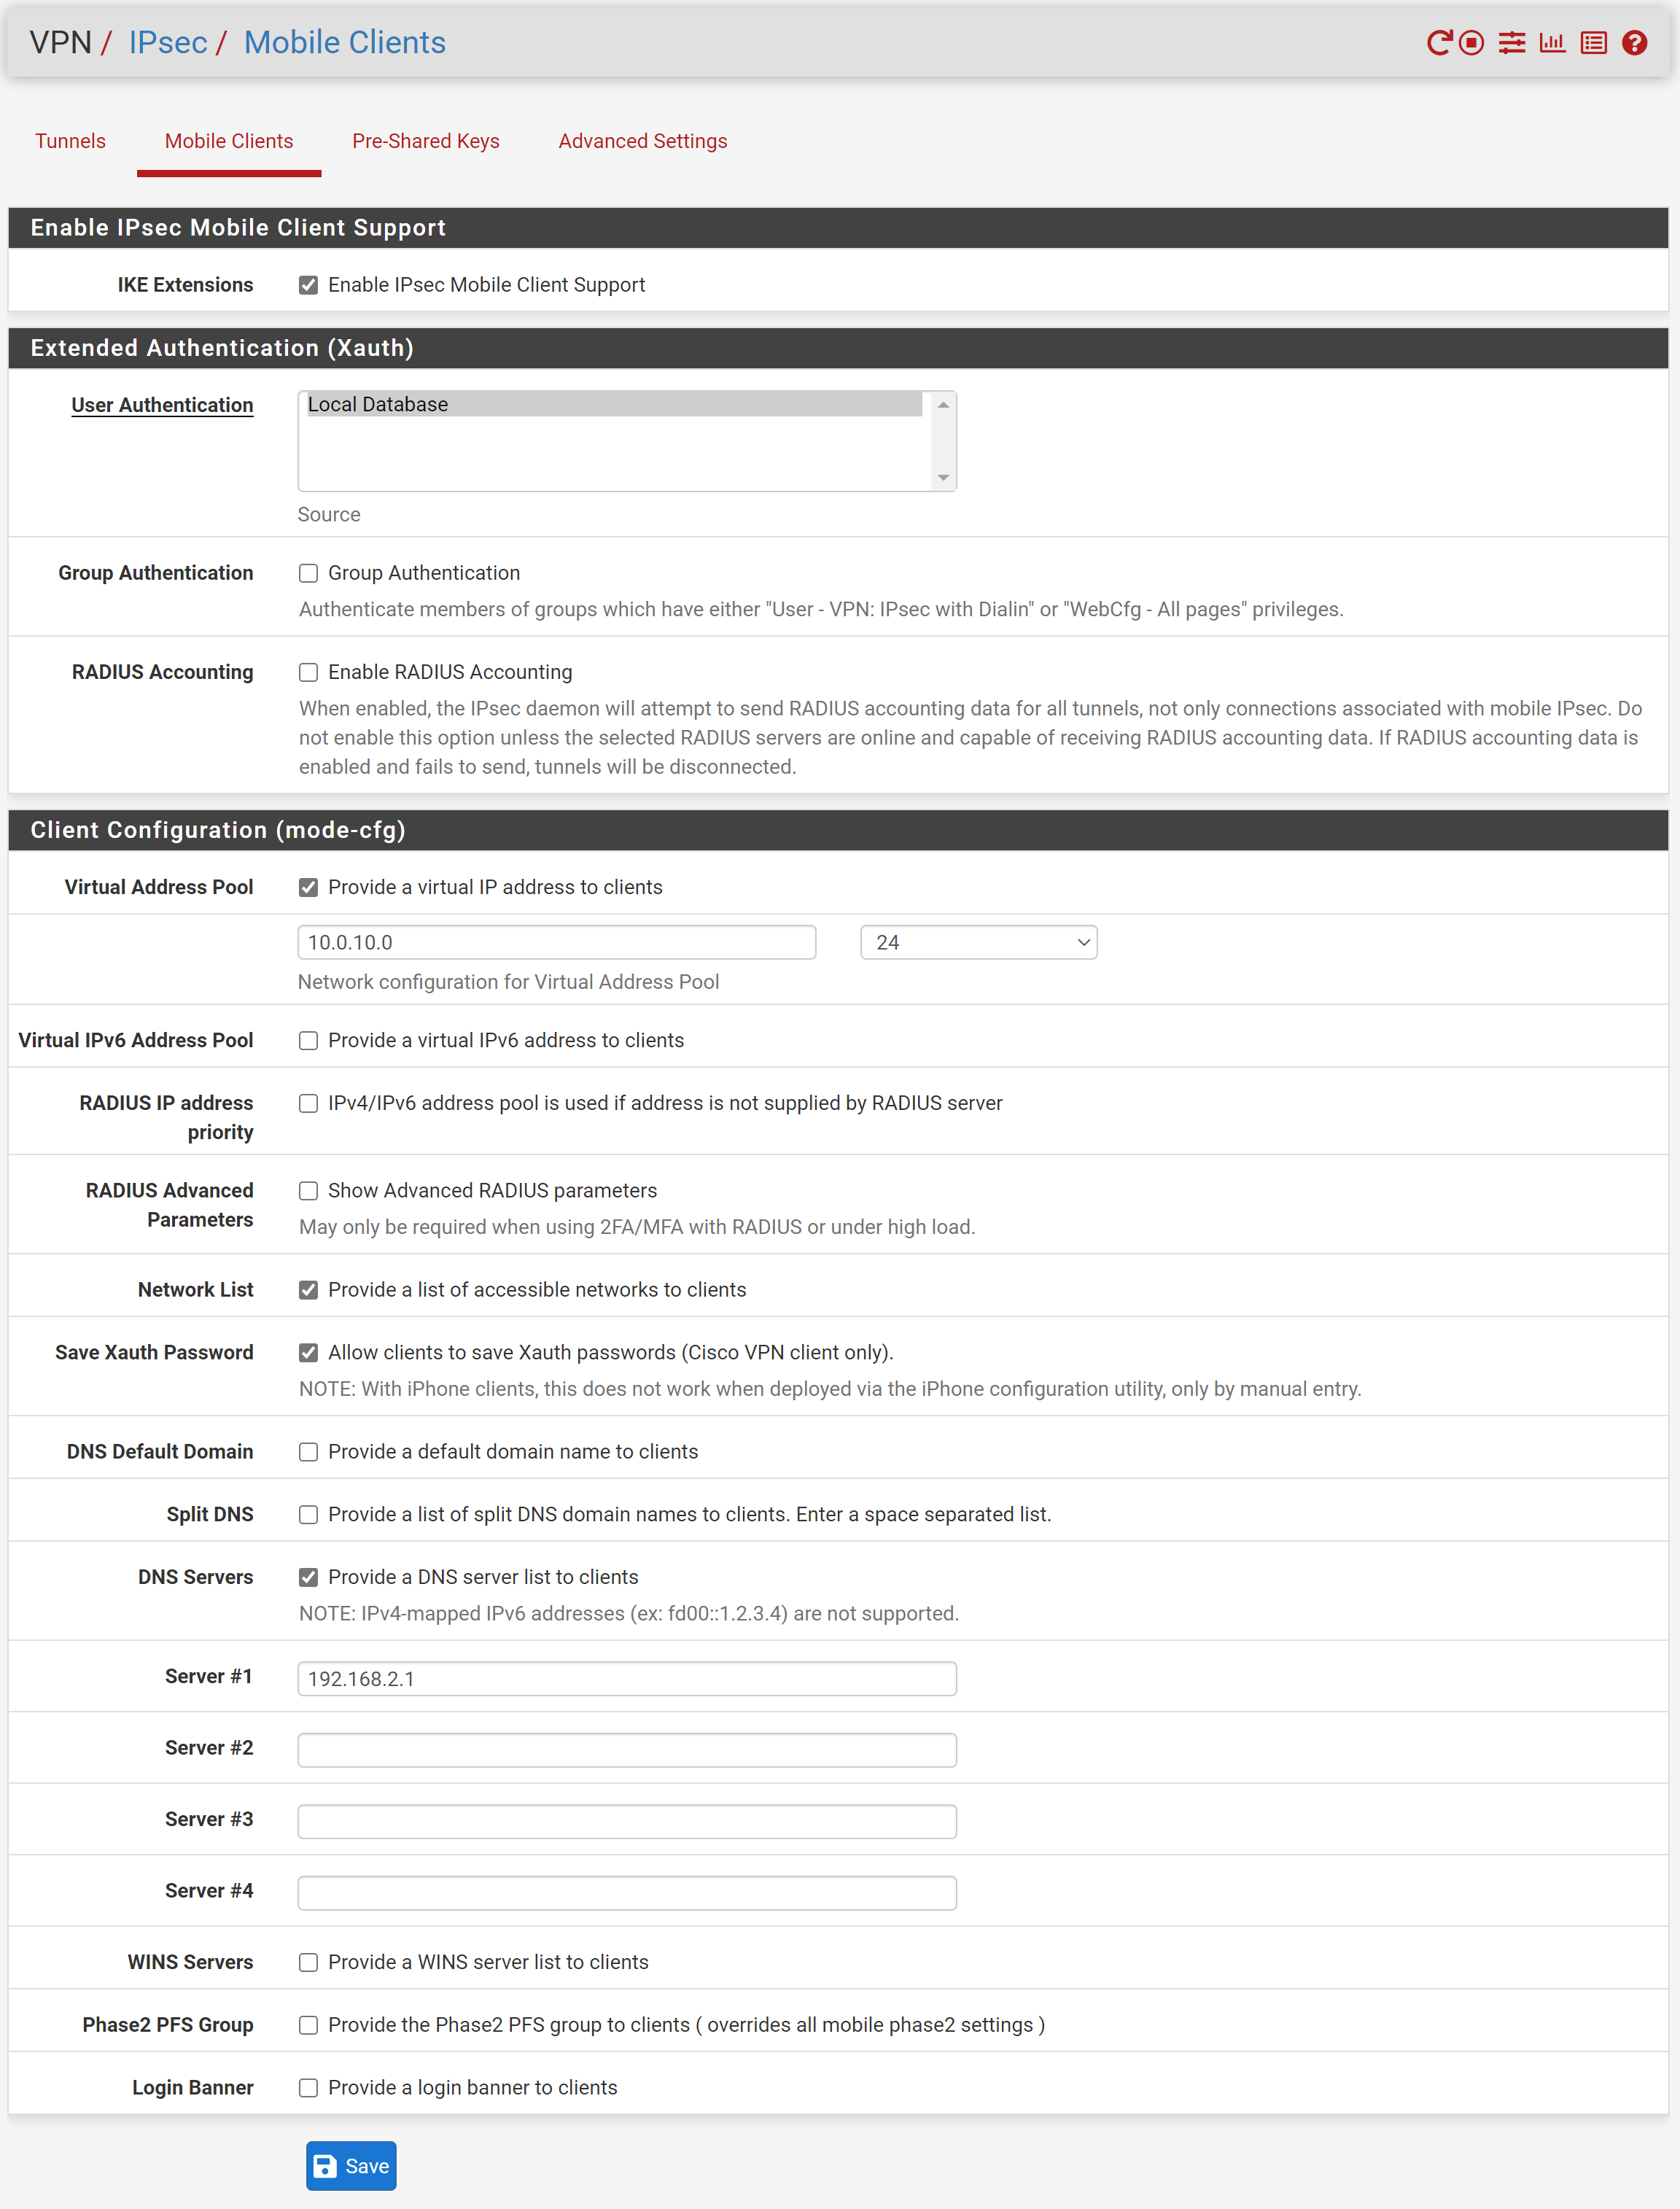 VPN / IPsec / Mobile Clients
Tunnels Mobile Clients Pre-Shared Keys Advanced Settings
Enable IPsec Mobile Client Support
IKE Extensions Enable IPsec Mobile Client Support
Extended Authentication (Xauth)
User Authentication Local Database
Source
Group Authentication Group Authentication
Authenticate members of groups which have either "User - VPN: IPsec with Dialin" or "WebCfg - All pages" privileges.
RADIUS Accounting Enable RADIUS Accounting
When enabled, the IPsec daemon will attempt to send RADIUS accounting data for all tunnels, not only connections associated with mobile IPsec. Do
not enable this option unless the selected RADIUS servers are online and capable of receiving RADIUS accounting data. If RADIUS accounting data is
enabled and fails to send, tunnels will be disconnected.
Client Configuration (mode-cfg)
Virtual Address Pool Provide a virtual IP address to clients
10.0.10.0 24
Network configuration for Virtual Address Pool
Virtual IPv6 Address Pool Provide a virtual IPv6 address to clients
RADIUS IP address IPv4/IPv6 address pool is used if address is not supplied by RADIUS server
priority
RADIUS Advanced Show Advanced RADIUS parameters
Parameters May only be required when using 2FA/MFA with RADIUS or under high load.
Network List Provide a list of accessible networks to clients
Save Xauth Password Allow clients to save Xauth passwords (Cisco VPN client only).
NOTE: With iPhone clients, this does not work when deployed via the iPhone configuration utility, only by manual entry.
DNS Default Domain Provide a default domain name to clients
Split DNS Provide a list of split DNS domain names to clients. Enter a space separated list.
DNS Servers Provide a DNS server list to clients
NOTE: IPv4-mapped IPv6 addresses (ex: fd00::1.2.3.4) are not supported.
Server #1 192.168.2.1
Server #2
Server #3
Server #4
WINS Servers Provide a WINS server list to clients
Phase2 PFS Group Provide the Phase2 PFS group to clients ( overrides all mobile phase2 settings )
Login Banner Provide a login banner to clients
Save